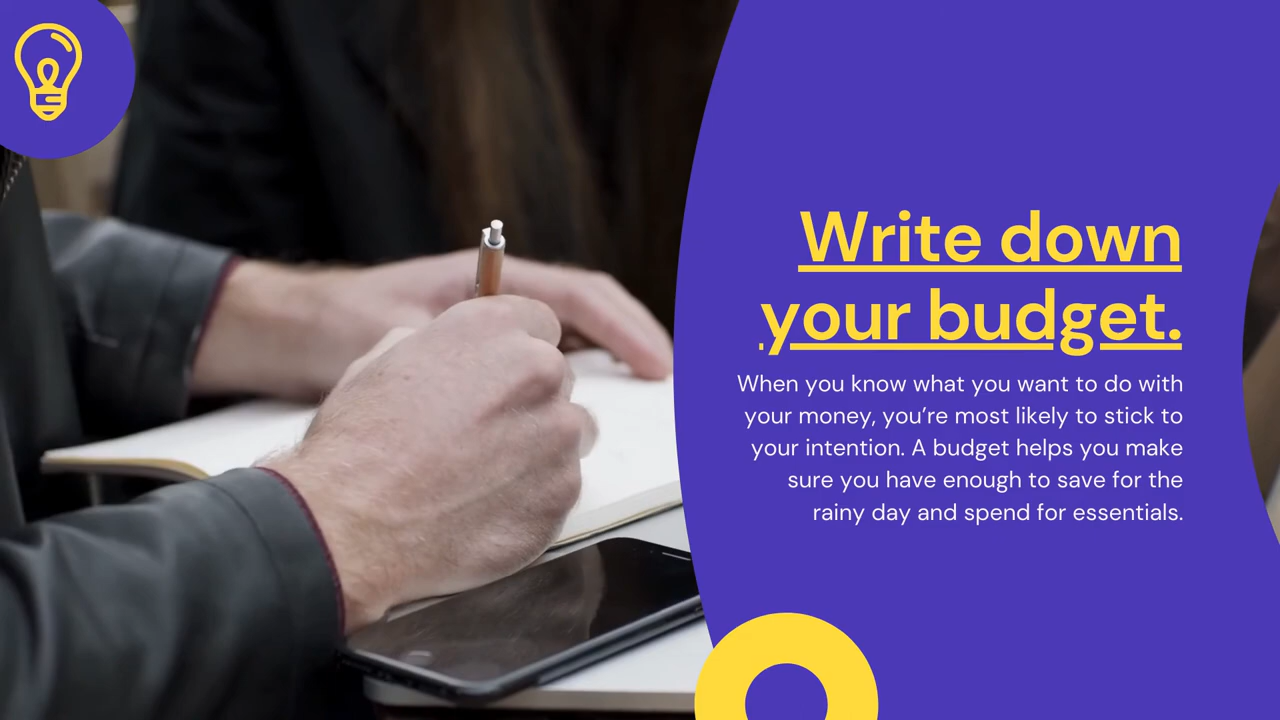 Write down
your budget.
When you know what you want to do with
your money, you’re most likely to stick to
your intention. A budget helps you make
sure you have enough to save for the
rainy day and spend for essentials.